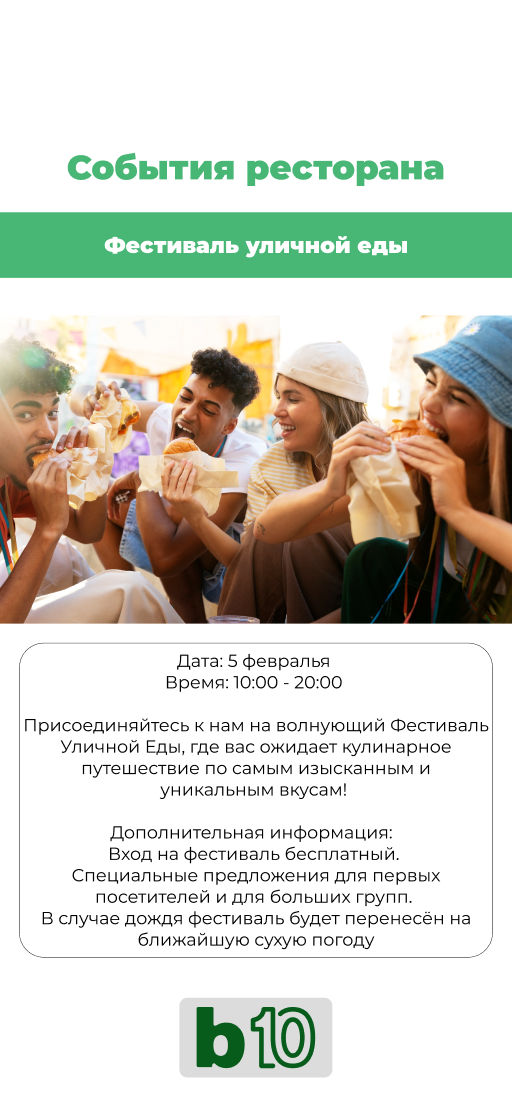 События ресторана
Фестиваль уличной еды
Дата: 5 февралья
Время: 10:00 - 20:00
Присоединяйтесь к нам на волнующий Фестиваль
Уличной Еды, где вас ожидает кулинарное
путешествие по самым изысканным и
уникальным вкусам!
Дополнительная информация:
Вход на фестиваль бесплатный.
Специальные предложения для первых
посетителей и для больших групп.
В случае дождя фестиваль будет перенесён на
ближайшую сухую погоду
b10